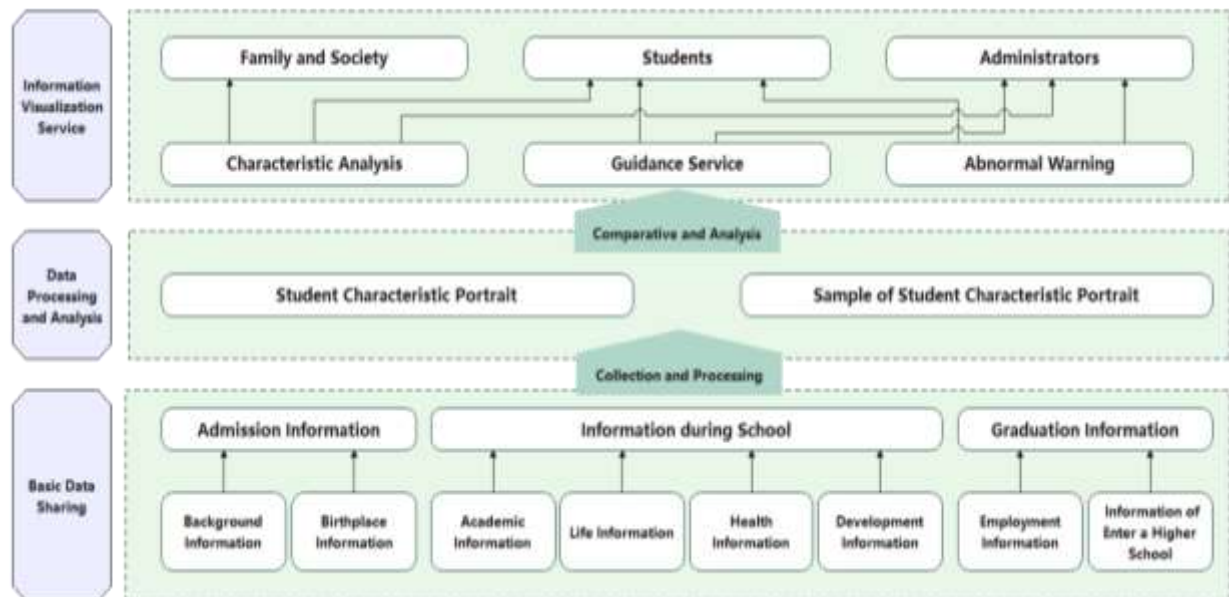 Information
Visualization
Service
Family and Society
Students
Administrators
Characteristic Analysis
Guidance Service
Abnormal Warning
Comparative and Analysis
Data
Processing
and Analysis
Student Characteristic Portrait
Sample of Student Characteristic Portrait
Collection and Processing
Basic Data
Sharing
Admission Information
Information during School
Graduation Information
Background
Information
Birthplace
Information
Academic
Information
Life Information
Health
Information
Development
Information
Employment
Information
Information of
Enter a Higher
School